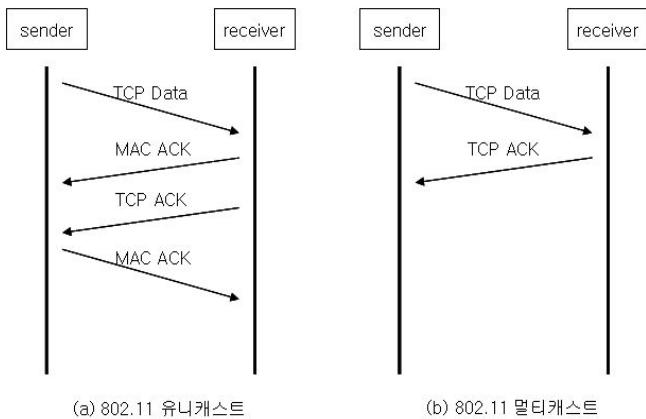 sender
receiver
TCP Data
MAC ACK
TCP ACK
MAC ACK
(a) 802.11 유니캐스트
sender
receiver
TCP Data
TCP ACK
(b) 802.11 멀티캐스트